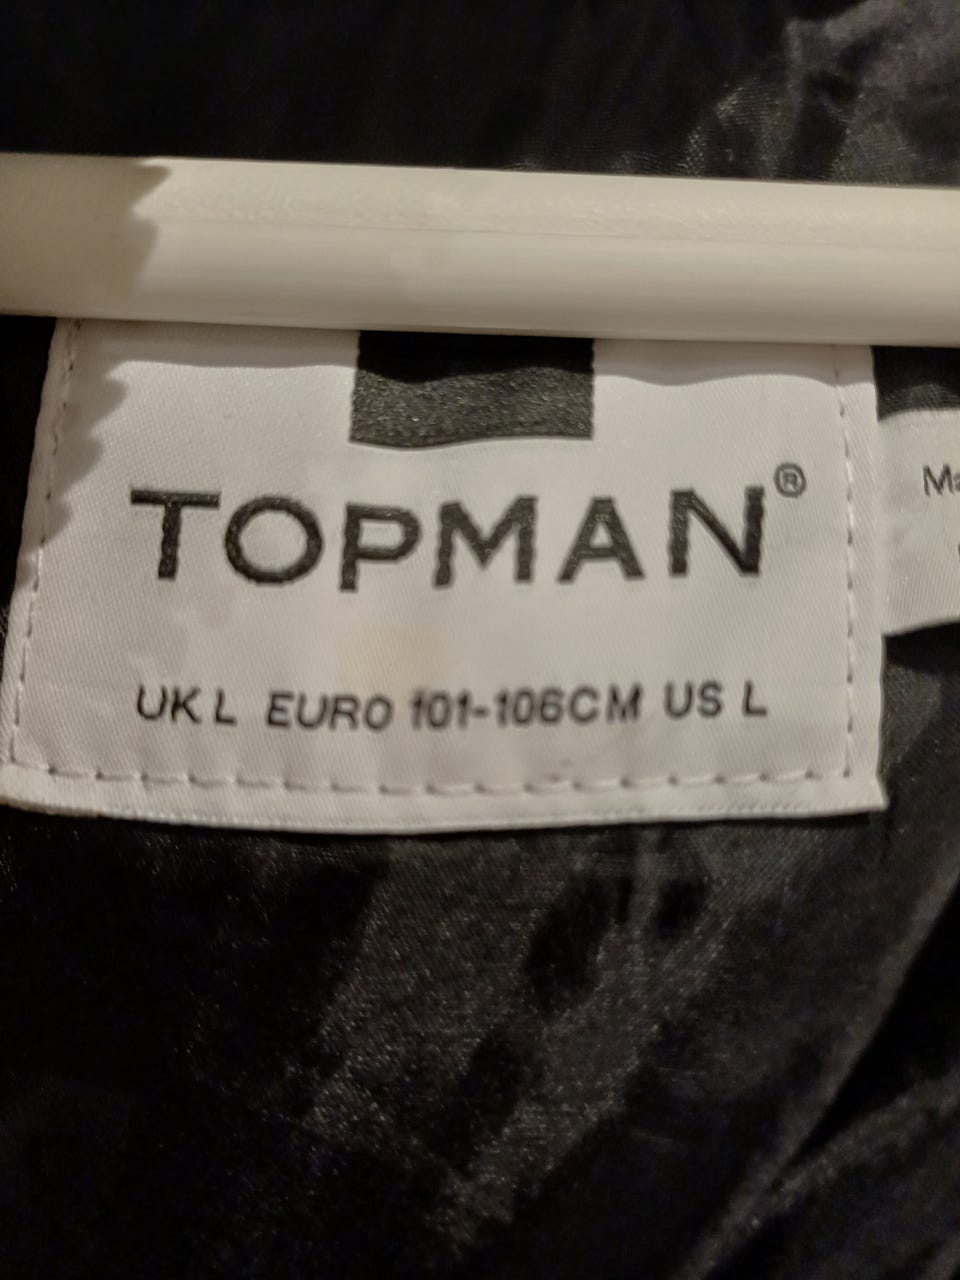 TOPMAN®
UK L EURO 101-106CM US L